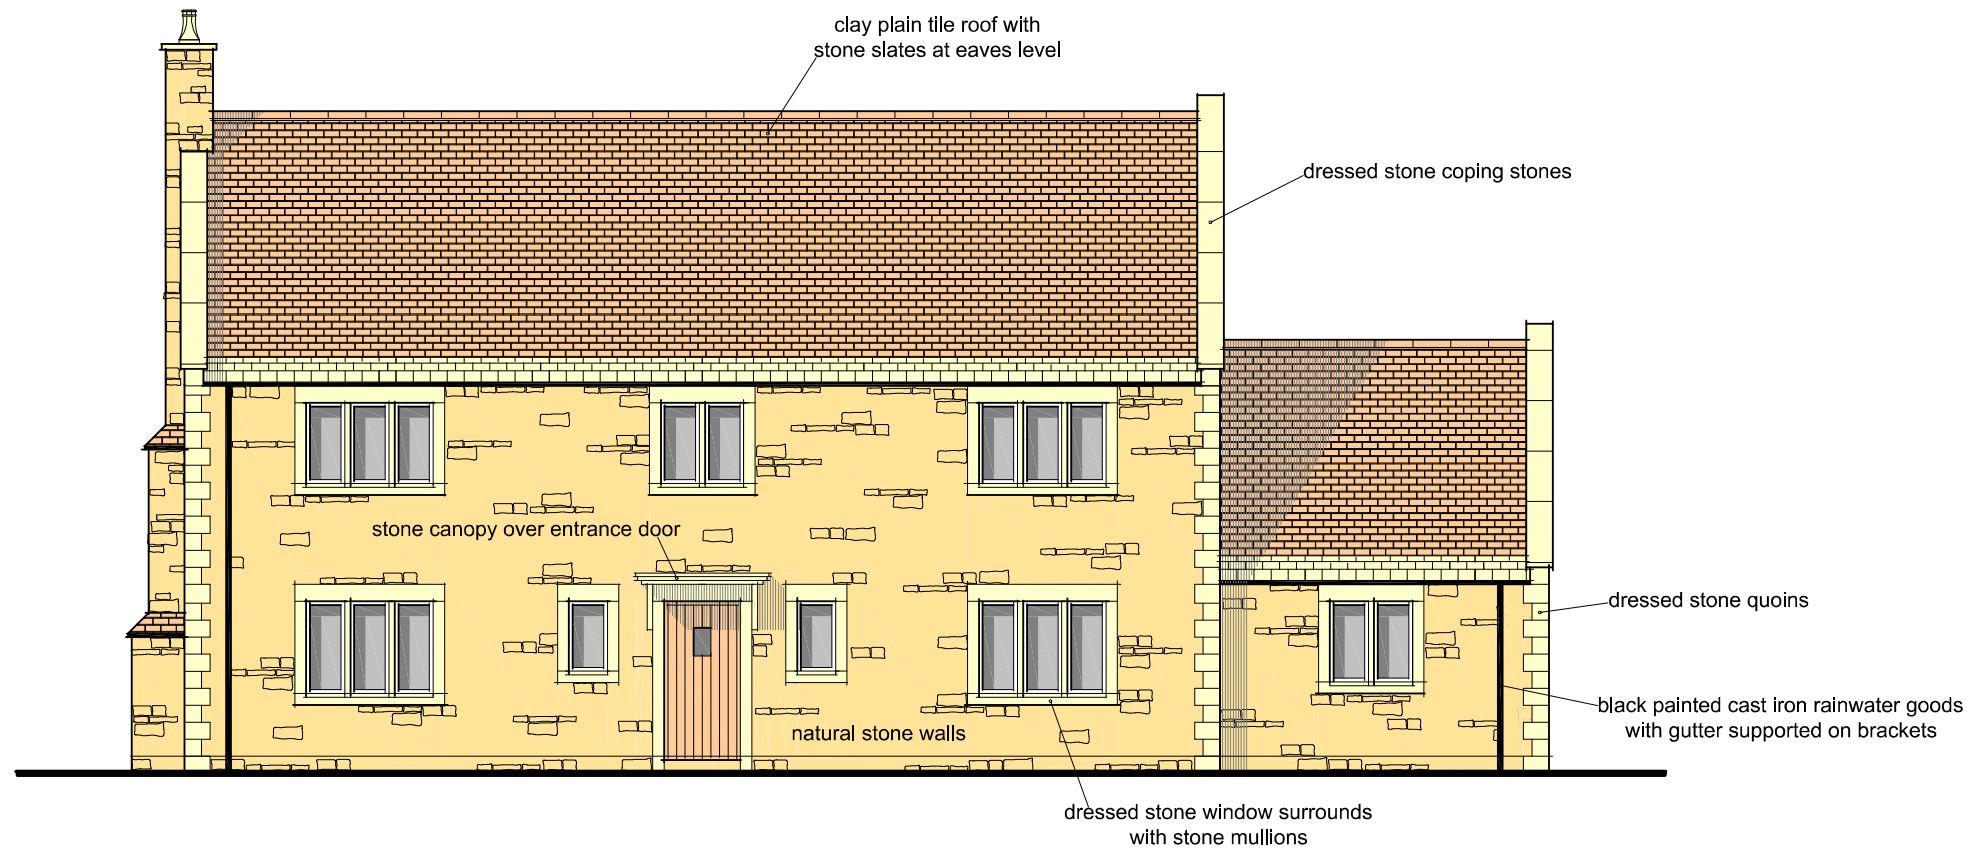 clay plain tile roof with
stone slates at eaves level
dressed stone coping stones
stone canopy over entrance door
dressed stone quoins
black painted cast iron rainwater goods
with gutter supported on brackets
natural stone walls
dressed stone window surrounds
with stone mullions